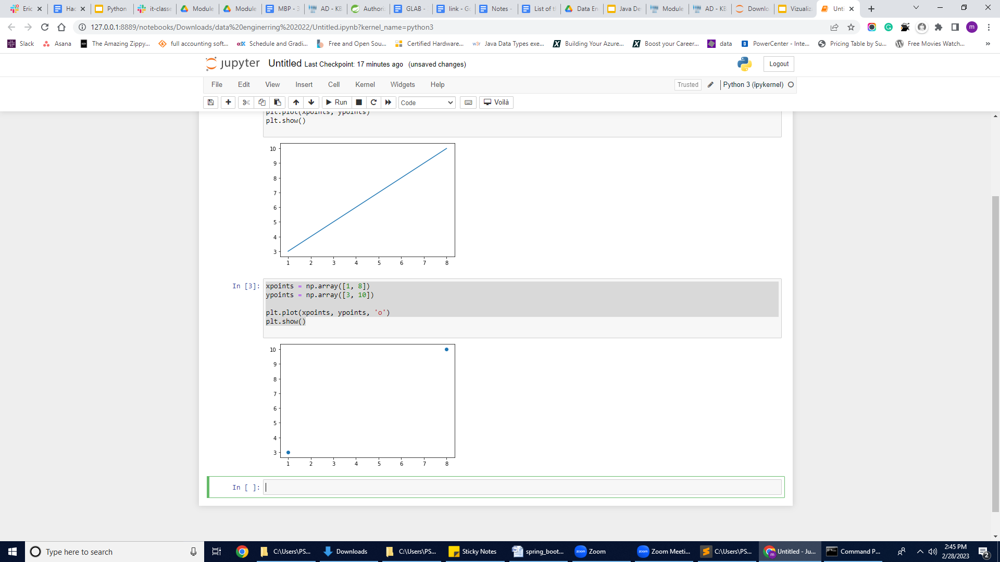 Eric
Hac
Python
it-classe
Module
Module
MBP - 3
AD - KB
Authori
GLAB -
link - Go
Notes -
List of t
Data En
Java De
Module
AD - KB
Downlo
Vizualiz
Unti
127.0.0.1:8889/notebooks/Downloads/data%20enginerring%202022/Untitled.ipynb?kernel_name=python3
m
Slack
Asana
The Amazing Zippy...
full accounting soft...
edX Schedule and Gradi...
Free and Open Sou...
Certified Hardware...
w3r Java Data Types exe...
Building Your Azure...
Boost your Career...
data
PowerCenter - Inte...
Pricing Table by Su...
Free Movies Watch...
»
jupyter Untitled Last Checkpoint: 17 minutes ago (unsaved changes)
Logout
File Edit View Insert Cell Kernel Widgets Help
Trusted Python 3 (ipykernel)
Run Code Voilà
plt.plot(xpoints, ypoints)
plt.show()
10
9
8
7
6
5
4
3
1 2 3 4 5 6 7 8
In [3]:
xpoints = np.array([1, 8])
ypoints = np.array([3, 10])
plt.plot(xpoints, ypoints, 'o')
plt.show()
10
9
8
7
6
5
4
3
1 2 3 4 5 6 7 8
In [ ]:
Type here to search
C:\Users\PS...
Downloads
C:\Users\PS...
Sticky Notes
spring_boot...
zoom Zoom
zoom Zoom Meeti...
C:\Users\PS...
m Untitled - Ju...
Command P...
2:45 PM
2/28/2023
2